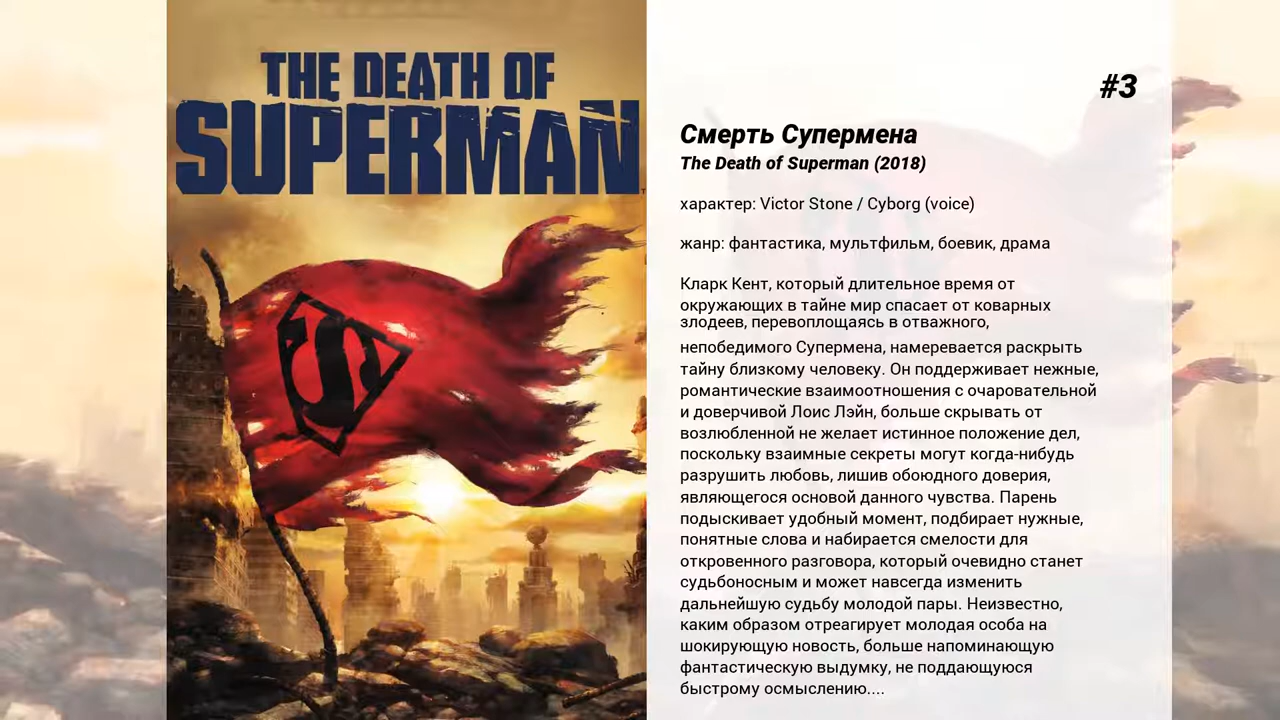 THE DEATH OF
SUPERMAN
#3
Смерть Супермена
The Death of Superman (2018)
характер: Victor Stone / Cyborg (voice)
жанр: фантастика, мультфильм, боевик, драма
Кларк Кент, который длительное время от
окружающих в тайне мир спасает от коварных
злодеев, перевоплощаясь в отважного,
непобедимого Супермена, намеревается раскрыть
тайну близкому человеку. Он поддерживает нежные,
романтические взаимоотношения с очаровательной
и доверчивой Лоис Лэйн, больше скрывать от
возлюбленной не желает истинное положение дел,
поскольку взаимные секреты могут когда-нибудь
разрушить любовь, лишив обоюдного доверия,
являющегося основой данного чувства. Парень
подыскивает удобный момент, подбирает нужные,
понятные слова и набирается смелости для
откровенного разговора, который очевидно станет
судьбоносным и может навсегда изменить
дальнейшую судьбу молодой пары. Неизвестно,
каким образом отреагирует молодая особа на
шокирующую новость, больше напоминающую
фантастическую выдумку, не поддающуюся
быстрому осмыслению....